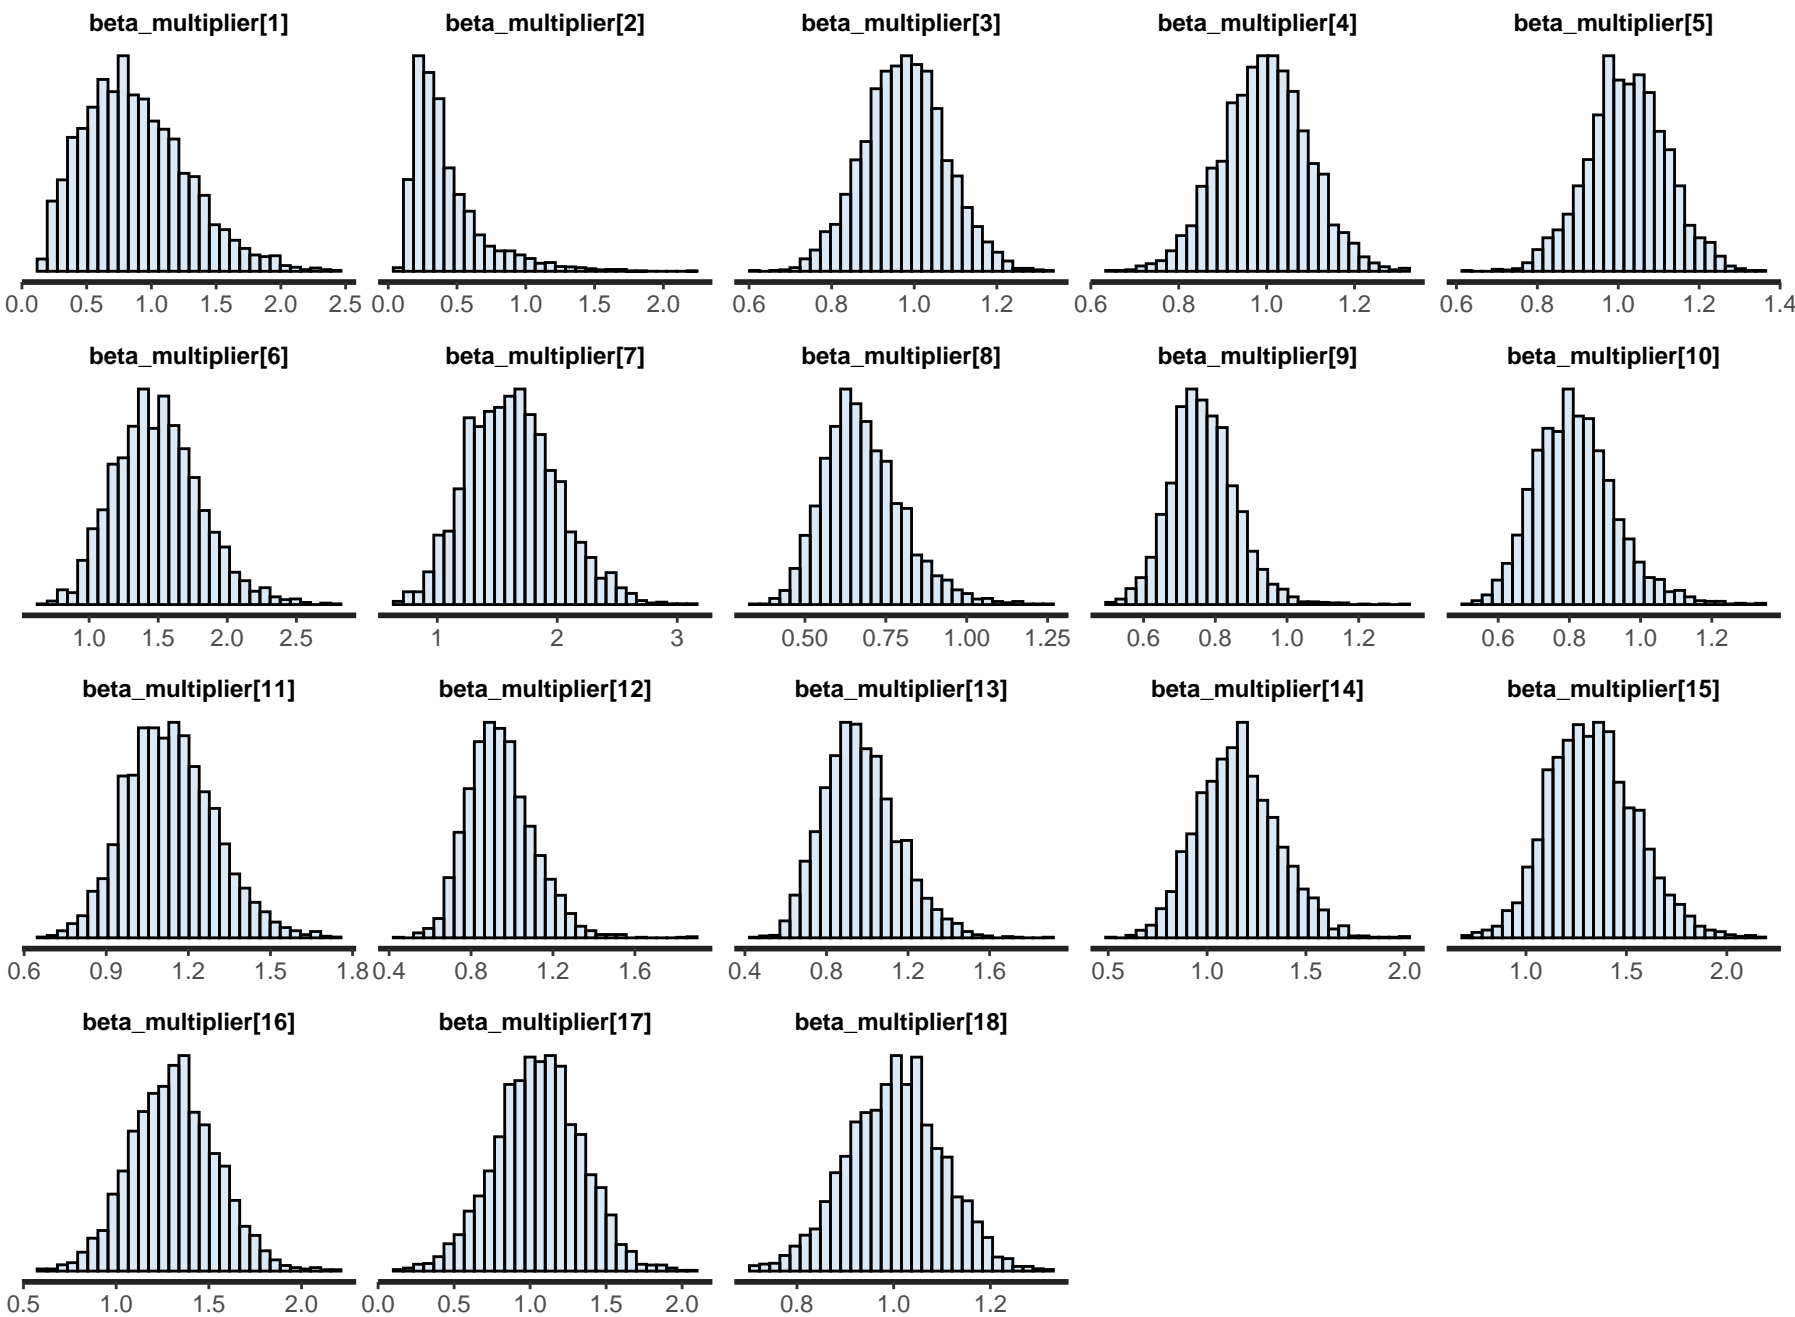 beta_multiplier[1] beta_multiplier[2] beta_multiplier[3] beta_multiplier[4] beta_multiplier[5]
0.0 0.5 1.0 1.5 2.0 2.5 0.0 0.5 1.0 1.5 2.0 0.6 0.8 1.0 1.2 0.6 0.8 1.0 1.2 0.6 0.8 1.0 1.2 1.4
beta_multiplier[6] beta_multiplier[7] beta_multiplier[8] beta_multiplier[9] beta_multiplier[10]
1.0 1.5 2.0 2.5 1 2 3 0.50 0.75 1.00 1.25 0.6 0.8 1.0 1.2 0.6 0.8 1.0 1.2
beta_multiplier[11] beta_multiplier[12] beta_multiplier[13] beta_multiplier[14] beta_multiplier[15]
0.6 0.9 1.2 1.5 1.8 0.4 0.8 1.2 1.6 0.4 0.8 1.2 1.6 0.5 1.0 1.5 2.0 1.0 1.5 2.0
beta_multiplier[16] beta_multiplier[17] beta_multiplier[18]
0.5 1.0 1.5 2.0 0.0 0.5 1.0 1.5 2.0 0.8 1.0 1.2